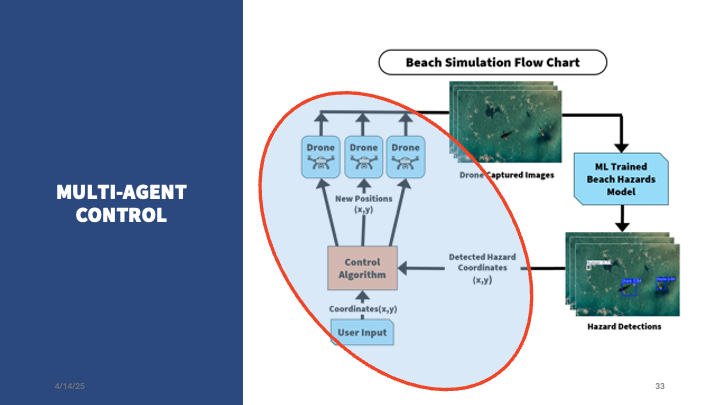 MULTI-AGENT
CONTROL
Beach Simulation Flow Chart
Drone
Drone
Drone
Drone Captured Images
ML Trained
Beach Hazards
Model
New Positions
(x,y)
Control
Algorithm
Detected Hazard
Coordinates
(x,y)
Coordinates(x,y)
User Input
Hazard Detections
4/14/25
33